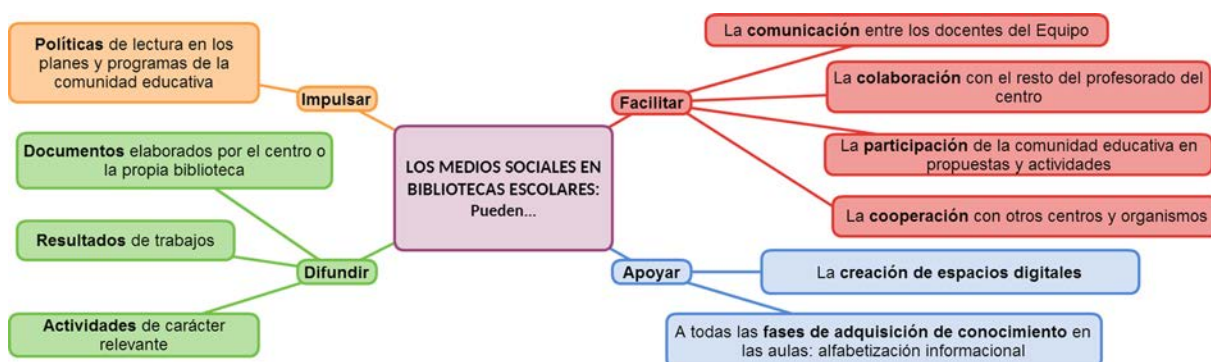 LOS MEDIOS SOCIALES EN
BIBLIOTECAS ESCOLARES:
Pueden...
Impulsar
Políticas de lectura en los
planes y programas de la
comunidad educativa
Difundir
Documentos elaborados por el centro o
la propia biblioteca
Resultados de trabajos
Actividades de carácter
relevante
Facilitar
La comunicación entre los docentes del Equipo
La colaboración con el resto del profesorado del
centro
La participación de la comunidad educativa en
propuestas y actividades
La cooperación con otros centros y organismos
Apoyar
La creación de espacios digitales
A todas las fases de adquisición de conocimiento en
las aulas: alfabetización informacional